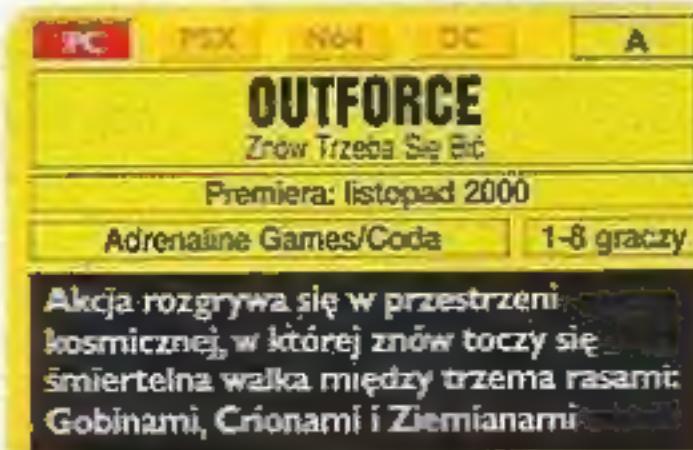 PC PSX N64 DC A
OUTFORCE
Znów Trzeba Się Bić
Premiera: listopad 2000
Adrenaline Games/Coda 1-8 graczy
Akcja rozgrywa się w przestrzeni
kosmicznej, w której znów toczy się
śmiertelna walka między trzema rasami:
Gobinami, Crionami i Ziemianami